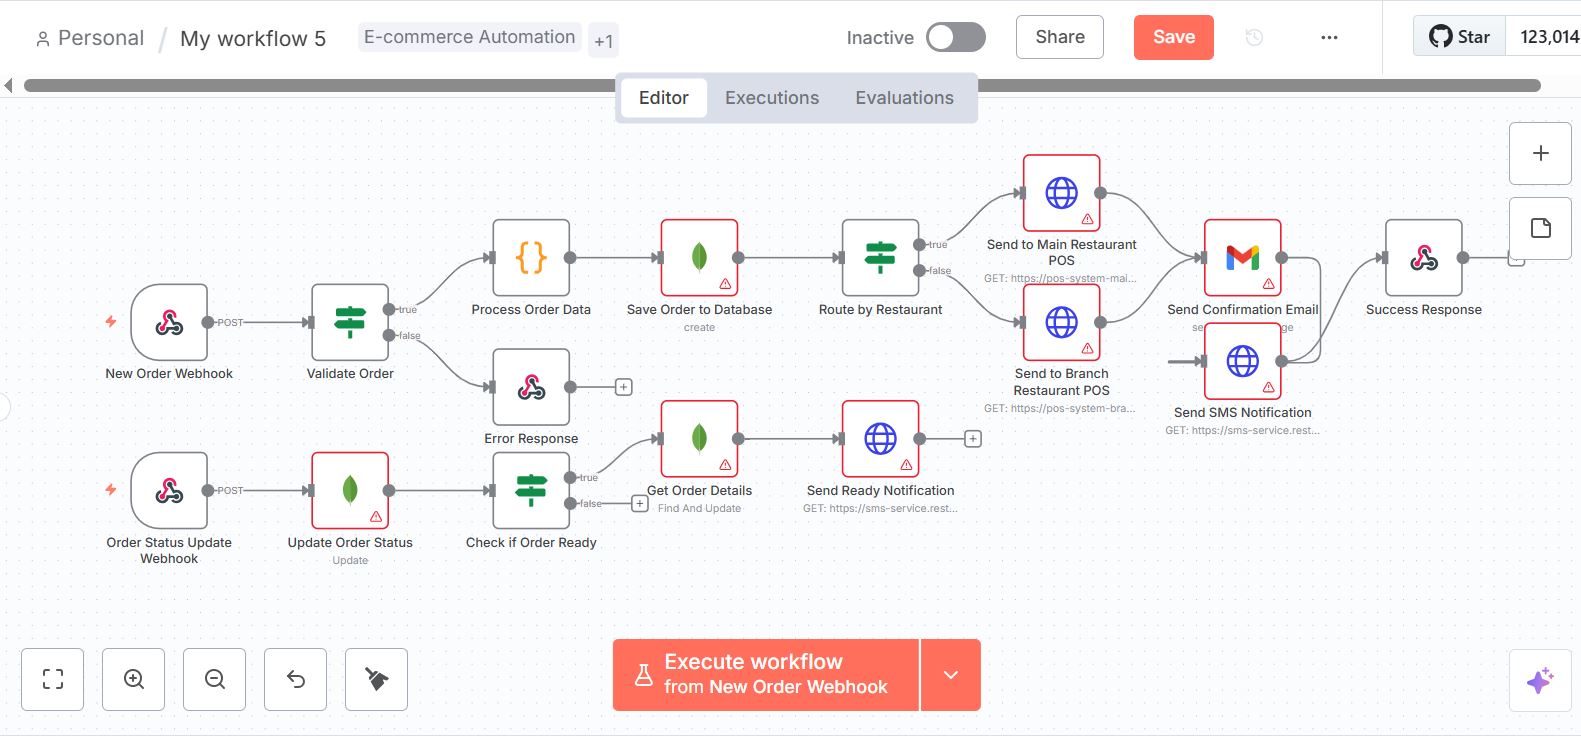 Personal / My workflow 5
E-commerce Automation
+1
Inactive
Share
Save
Star
123,014
Editor
Executions
Evaluations
New Order Webhook
POST
Validate Order
true
false
Process Order Data
Error Response
Save Order to Database
create
Route by Restaurant
true
false
Send to Main Restaurant
POS
GET: https://pos-system-mai...
Send to Branch
Restaurant POS
GET: https://pos-system-bra...
Send Confirmation Email
Send SMS Notification
GET: https://sms-service.rest...
Success Response
Order Status Update
Webhook
POST
Update Order Status
Update
Check if Order Ready
true
false
Get Order Details
Find And Update
Send Ready Notification
GET: https://sms-service.rest...
Execute workflow
from New Order Webhook